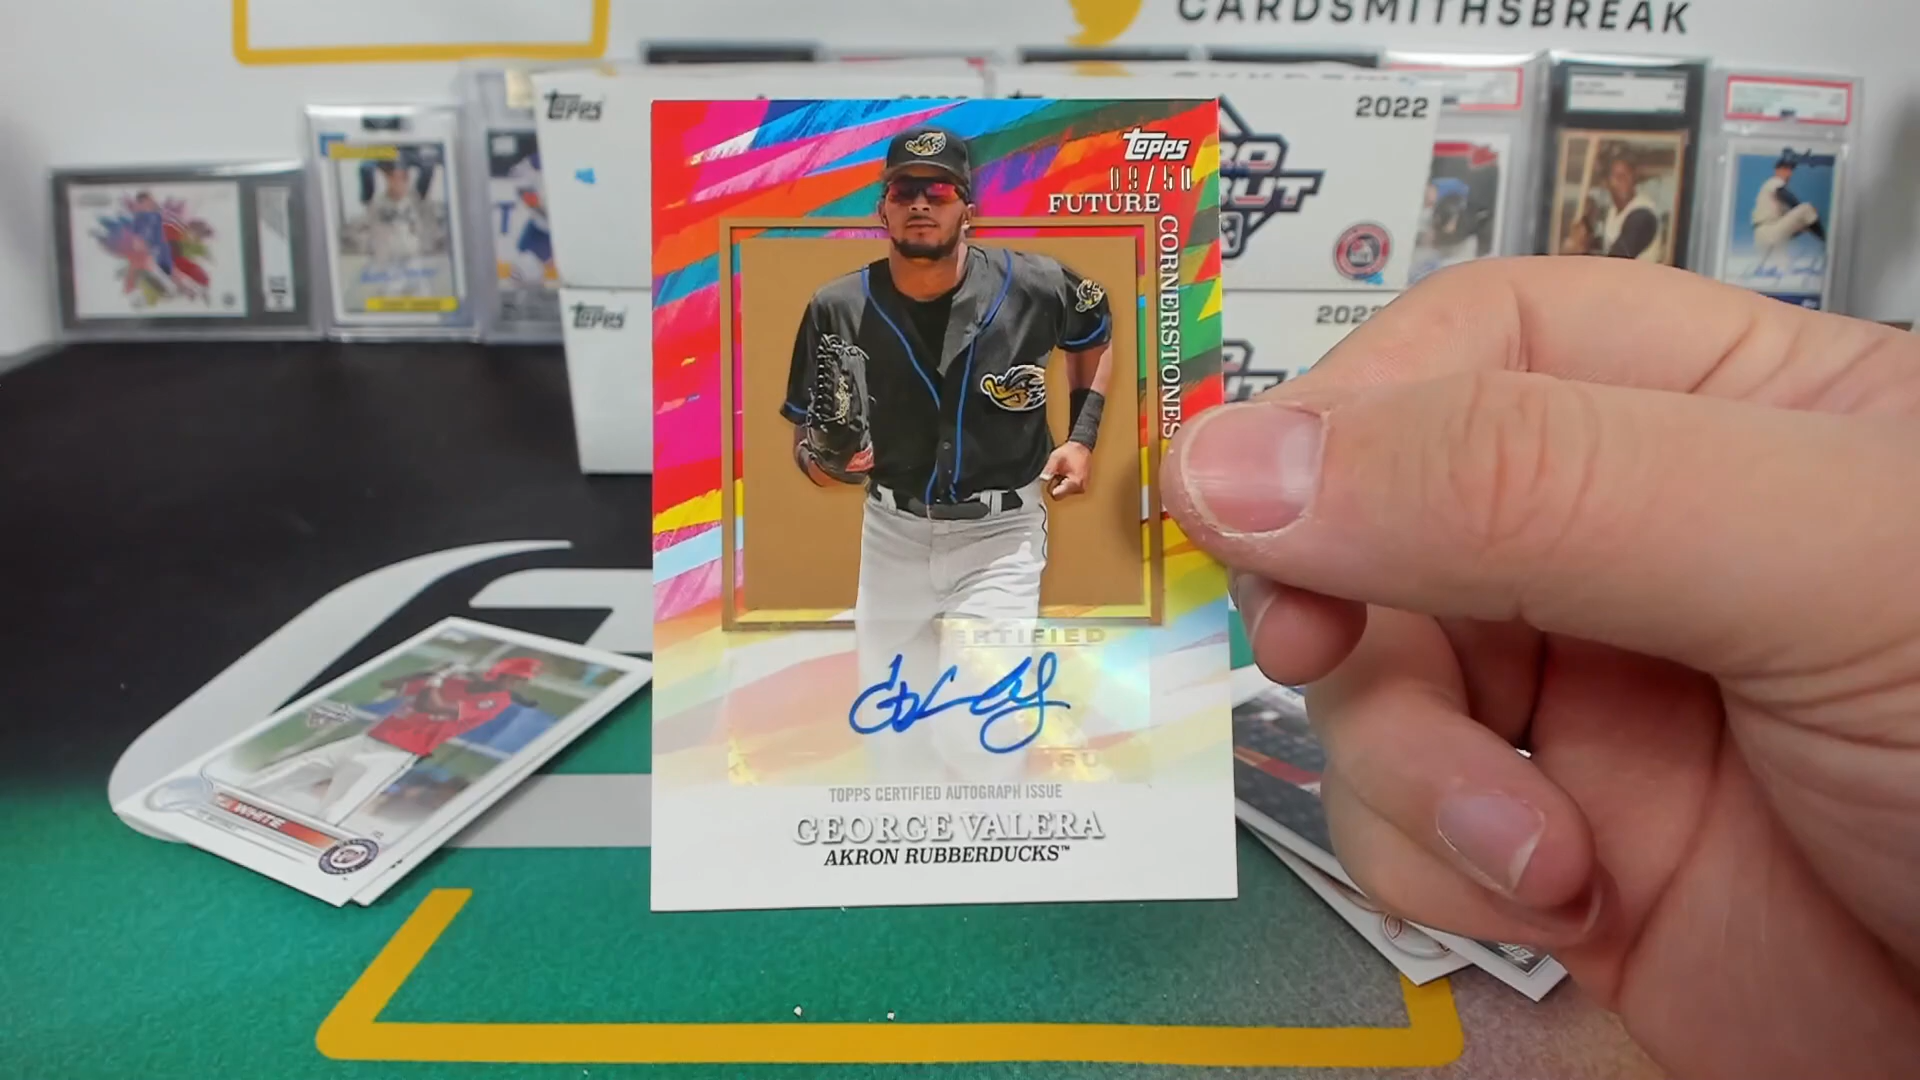 CARDSMITHSBREAK
Topps
2022
Topps
2022
Topps
09/50
FUTURE
CORNERSTONES
CERTIFIED
TOPPS CERTIFIED AUTOGRAPH ISSUE
GEORGE VALERA
AKRON RUBBERDUCKS™
WHITE